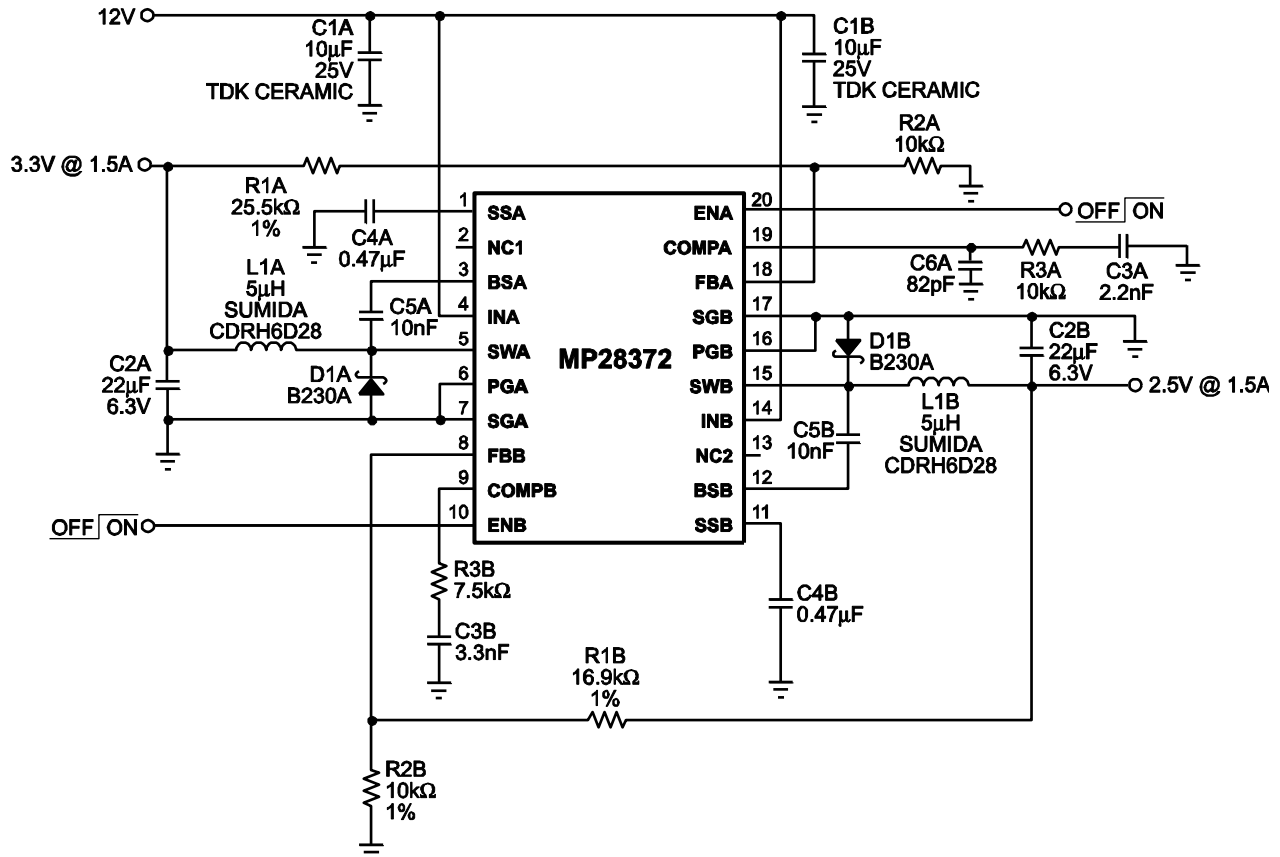 12V
C1A
10µF
25V
TDK CERAMIC
C1B
10µF
25V
TDK CERAMIC
3.3V @ 1.5A
R1A
25.5kΩ
1%
R2A
10kΩ
C4A
0.47µF
L1A
5µH
SUMIDA
CDRH6D28
C5A
10nF
C2A
22µF
6.3V
D1A
B230A
OFF ON
1
2
3
4
5
6
7
8
9
10
SSA
NC1
BSA
INA
SWA
PGA
SGA
FBB
COMPB
ENB
MP28372
ENA
COMPA
FBA
SGB
PGB
SWB
INB
NC2
BSB
SSB
20
19
18
17
16
15
14
13
12
11
OFF ON
C6A
82pF
R3A
10kΩ
C3A
2.2nF
D1B
B230A
C2B
22µF
6.3V
2.5V @ 1.5A
L1B
5µH
SUMIDA
CDRH6D28
C5B
10nF
C4B
0.47µF
R3B
7.5kΩ
C3B
3.3nF
R1B
16.9kΩ
1%
R2B
10kΩ
1%